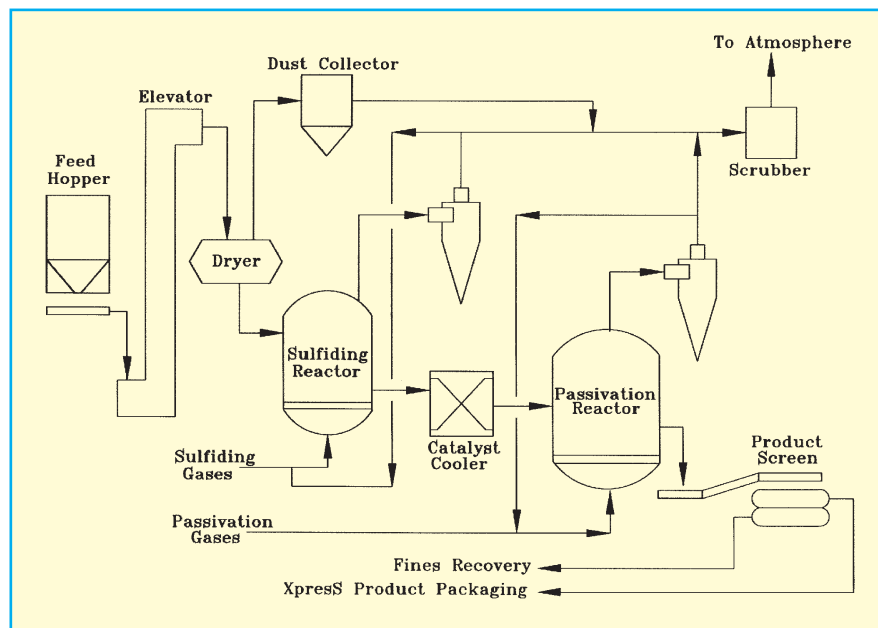 To Atmosphere
Dust Collector
Elevator
Feed
Hopper
Scrubber
Dryer
Sulfiding
Reactor
Passivation
Reactor
Catalyst
Cooler
Product
Screen
Sulfiding
Gases
Passivation
Gases
Fines Recovery
XpresS Product Packaging